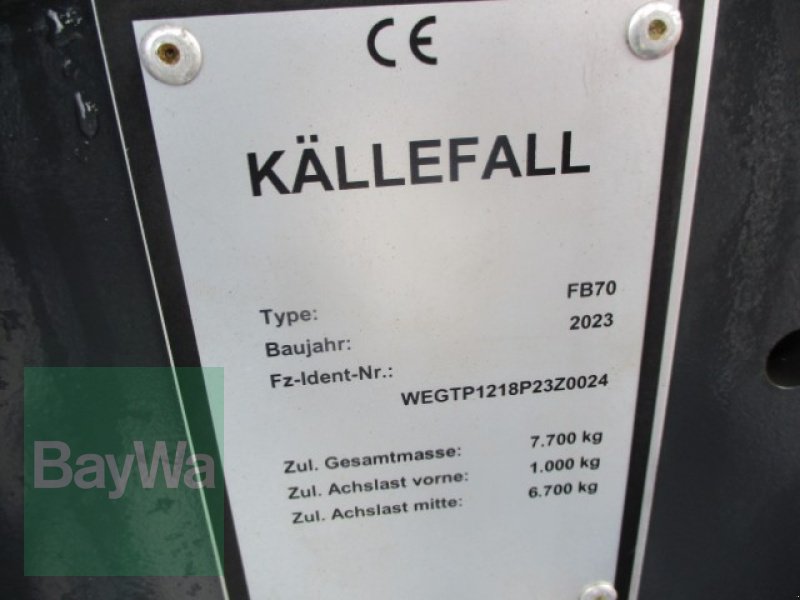 CE
KÄLLEFALL
Type: FB70
Baujahr: 2023
Fz-Ident-Nr.: WEGTP1218P23Z0024
Zul. Gesamtmasse: 7.700 kg
Zul. Achslast vorne: 1.000 kg
Zul. Achslast mitte: 6.700 kg
BayWa